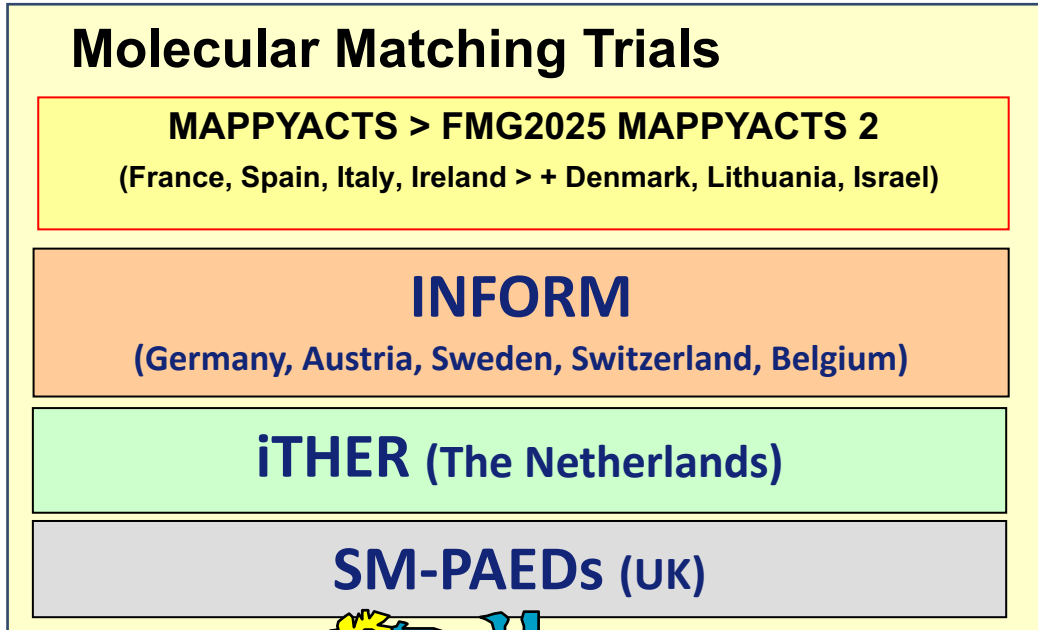 Molecular Matching Trials
MAPPYACTS > FMG2025 MAPPYACTS 2
(France, Spain, Italy, Ireland > + Denmark, Lithuania, Israel)
INFORM
(Germany, Austria, Sweden, Switzerland, Belgium)
iTHER (The Netherlands)
SM-PAEDs (UK)